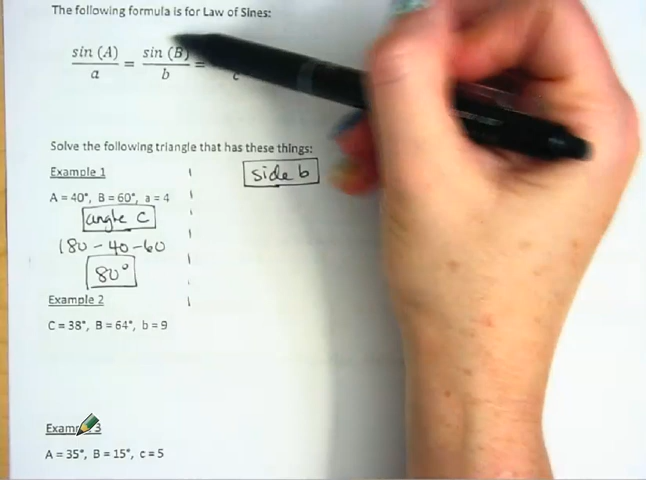 The following formula is for Law of Sines:
sin (A)/a = sin (B)/b = /c
Solve the following triangle that has these things:
Example 1
side b
A = 40°, B = 60°, a = 4
angle C
180 - 40 - 60
80°
Example 2
C = 38°, B = 64°, b = 9
3
A = 35°, B = 15°, c = 5